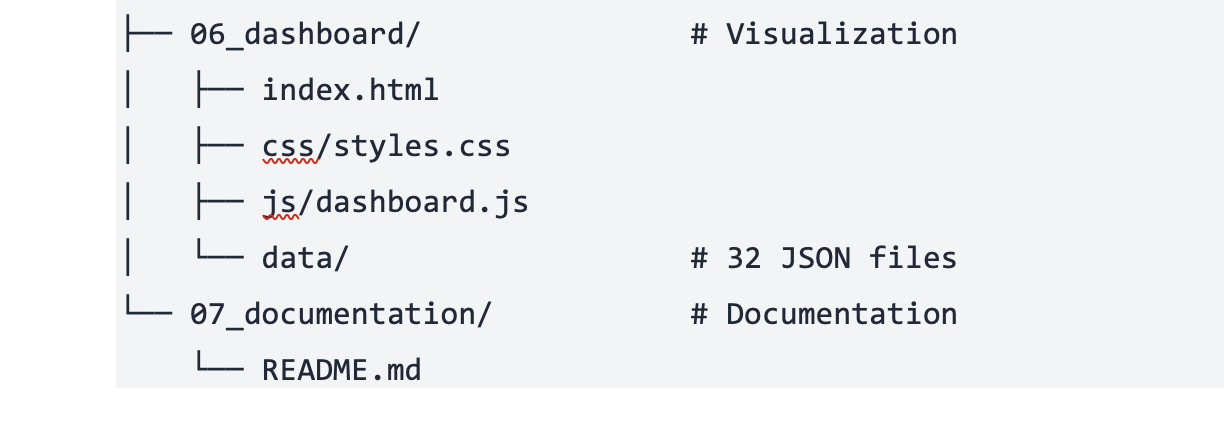 ├── 06_dashboard/               # Visualization
│   ├── index.html
│   ├── css/styles.css
│   ├── js/dashboard.js
│   └── data/                   # 32 JSON files
└── 07_documentation/           # Documentation
    └── README.md